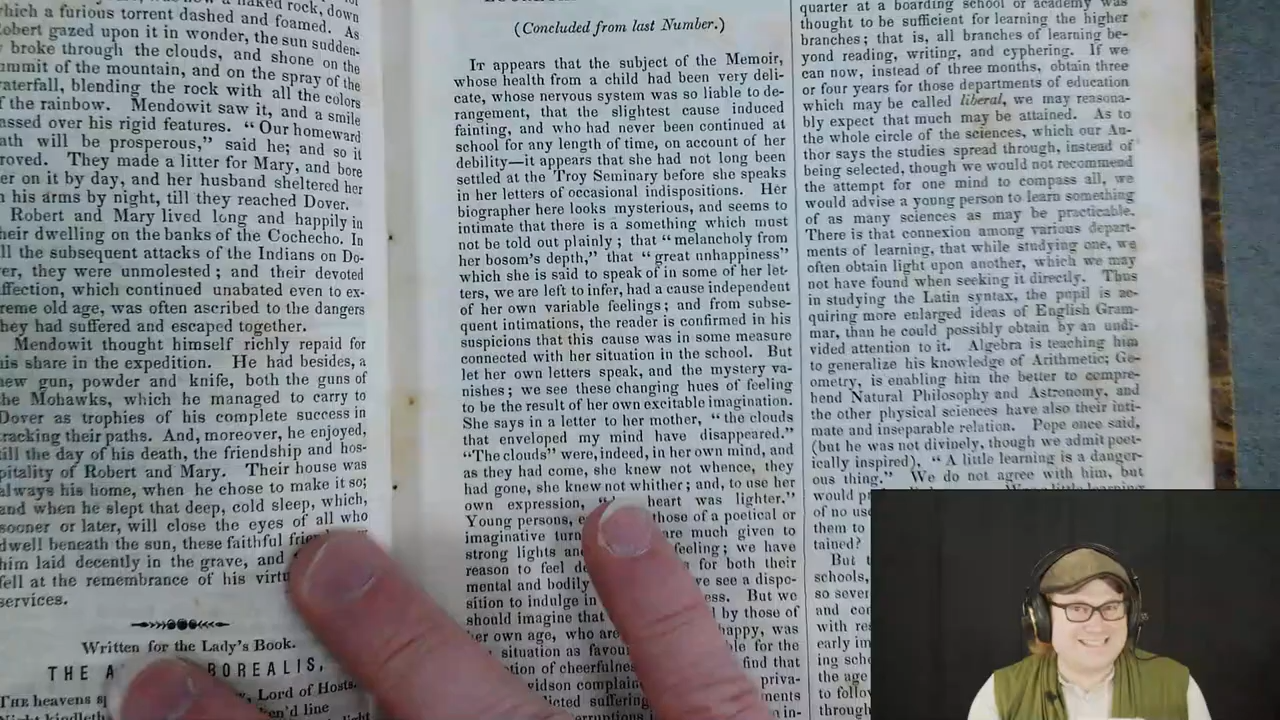 a naked rock, down
which a furious torrent dashed and foamed. As
obert gazed upon it in wonder, the sun sudden-
broke through the clouds, and shone on the
ummit of the mountain, and on the spray of the
waterfall, blending the rock with all the colors
f the rainbow. Mendowit saw it, and a smile
assed over his rigid features. “Our homeward
ath will be prosperous,” said he; and so it
roved. They made a litter for Mary, and bore
er on it by day, and her husband sheltered her
n his arms by night, till they reached Dover.
Robert and Mary lived long and happily in
heir dwelling on the banks of the Cochecho. In
ll the subsequent attacks of the Indians on Do-
ver, they were unmolested; and their devoted
affection, which continued unabated even to ex-
treme old age, was often ascribed to the dangers
they had suffered and escaped together.
Mendowit thought himself richly repaid for
his share in the expedition. He had besides, a
new gun, powder and knife, both the guns of
the Mohawks, which he managed to carry to
Dover as trophies of his complete success in
tracking their paths. And, moreover, he enjoyed,
till the day of his death, the friendship and hos-
pitality of Robert and Mary. Their house was
always his home, when he chose to make it so;
and when he slept that deep, cold sleep, which,
sooner or later, will close the eyes of all who
dwell beneath the sun, these faithful
him laid decently in the grave, and
fell at the remembrance of his
services.
Written for the Lady's Book.
THE A BOREALIS,
THE heavens Lord of Hosts.
line
light
(Concluded from last Number.)
IT appears that the subject of the Memoir,
whose health from a child had been very deli-
cate, whose nervous system was so liable to de-
rangement, that the slightest cause induced
fainting, and who had never been continued at
school for any length of time, on account of her
debility—it appears that she had not long been
settled at the Troy Seminary before she speaks
in her letters of occasional indispositions. Her
biographer here looks mysterious, and seems to
intimate that there is a something which must
not be told out plainly; that “melancholy from
her bosom's depth,” that “great unhappiness”
which she is said to speak of in some of her let-
ters, we are left to infer, had a cause independent
of her own variable feelings; and from subse-
quent intimations, the reader is confirmed in his
suspicions that this cause was in some measure
connected with her situation in the school. But
let her own letters speak, and the mystery va-
nishes; we see these changing hues of feeling
to be the result of her own excitable imagination.
She says in a letter to her mother, “the clouds
that enveloped my mind have disappeared.”
“The clouds” were, indeed, in her own mind, and
as they had come, she knew not whence, they
had gone, she knew not whither; and, to use her
own expression, heart was lighter.”
Young persons, those of a poetical or
imaginative are much given to
strong lights feeling; we have
reason to feel for both their
mental and bodily we see a dispo-
sition to indulge in But we
should imagine that by those of
her own age, who are happy, was
situation as for the
of cheerfulness find that
priva-
suffering
quarter at a boarding school or academy was
thought to be sufficient for learning the higher
branches; that is, all branches of learning be-
yond reading, writing, and cyphering. If we
can now, instead of three months, obtain three
or four years for those departments of education
which may be called liberal, we may reasona-
bly expect that much may be attained. As to
the whole circle of the sciences, which our Au-
thor says the studies spread through, instead of
being selected, though we would not recommend
the attempt for one mind to compass all, we
would advise a young person to learn something
of as many sciences as may be practicable.
There is that connexion among various depart-
ments of learning, that while studying one, we
often obtain light upon another, which we may
not have found when seeking it directly. Thus
in studying the Latin syntax, the pupil is ac-
quiring more enlarged ideas of English Gram-
mar, than he could possibly obtain by an undi-
vided attention to it. Algebra is teaching him
to generalize his knowledge of Arithmetic; Ge-
ometry, is enabling him the better to compre-
hend Natural Philosophy and Astronomy, and
the other physical sciences have also their inti-
mate and inseparable relation. Pope once said,
(but he was not divinely, though we admit poet-
ically inspired), “A little learning is a danger-
ous thing.” We do not agree with him, but
would
of no use
them to
tained?
But
schools,
so
and
with
early
ing
the age
to
through